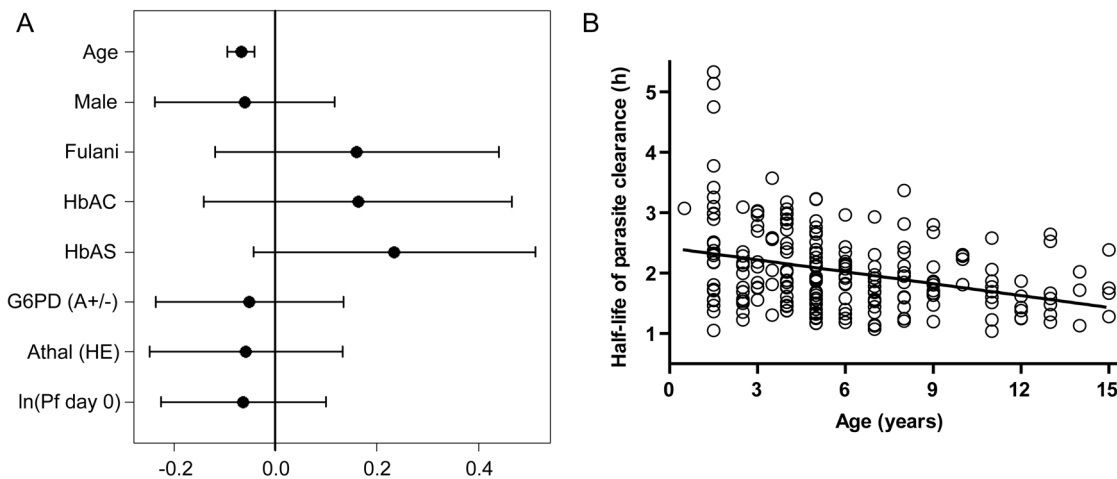 A
Age
Male
Fulani
HbAC
HbAS
G6PD (A+/-)
Athal (HE)
ln(Pf day 0)
-0.2 0.0 0.2 0.4
B
Half-life of parasite clearance (h)
5
4
3
2
1
0 3 6 9 12 15
Age (years)